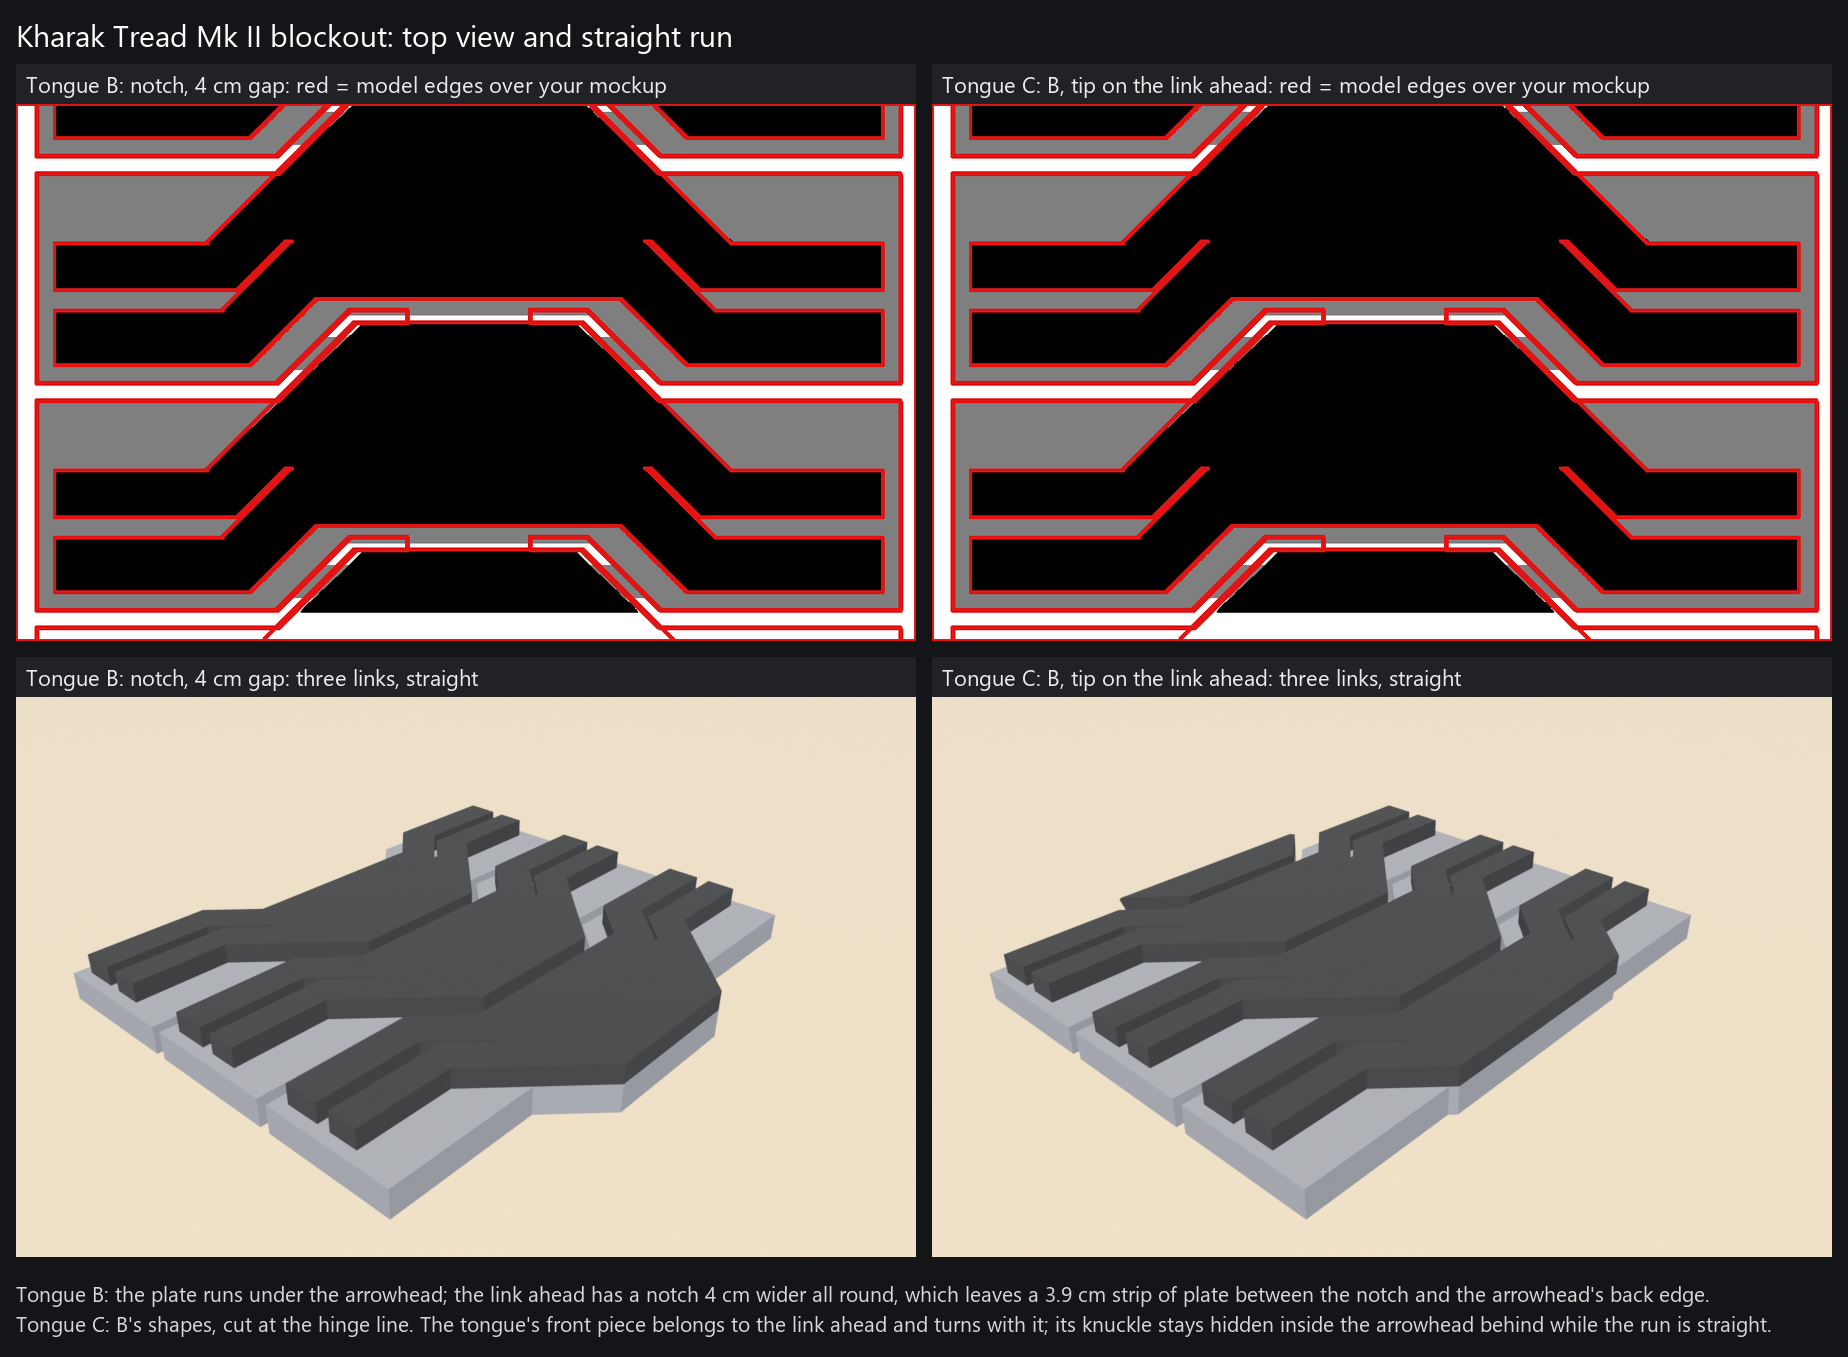 Kharak Tread Mk II blockout: top view and straight run
Tongue B: notch, 4 cm gap: red = model edges over your mockup
Tongue C: B, tip on the link ahead: red = model edges over your mockup
Tongue B: notch, 4 cm gap: three links, straight
Tongue C: B, tip on the link ahead: three links, straight
Tongue B: the plate runs under the arrowhead; the link ahead has a notch 4 cm wider all round, which leaves a 3.9 cm strip of plate between the notch and the arrowhead's back edge.
Tongue C: B's shapes, cut at the hinge line. The tongue's front piece belongs to the link ahead and turns with it; its knuckle stays hidden inside the arrowhead behind while the run is straight.